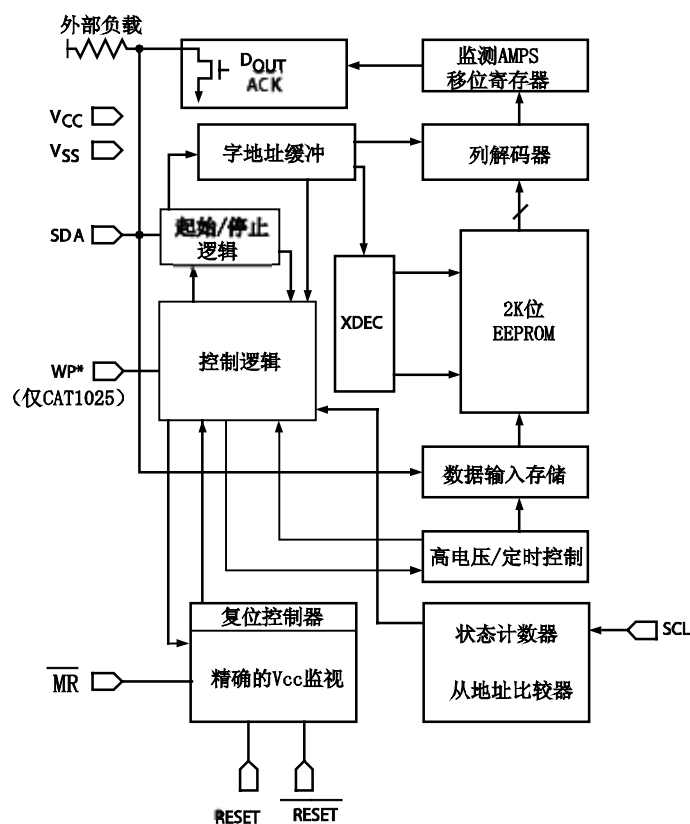 外部负载
DOUT
ACK
监测AMPS
移位寄存器
VCC
VSS
字地址缓冲
列解码器
SDA
起始/停止
逻辑
XDEC
2K位
EEPROM
控制逻辑
WP*
(仅CAT1025)
数据输入存储
高电压/定时控制
复位控制器
精确的Vcc监视
状态计数器
从地址比较器
SCL
MR
RESET
RESET